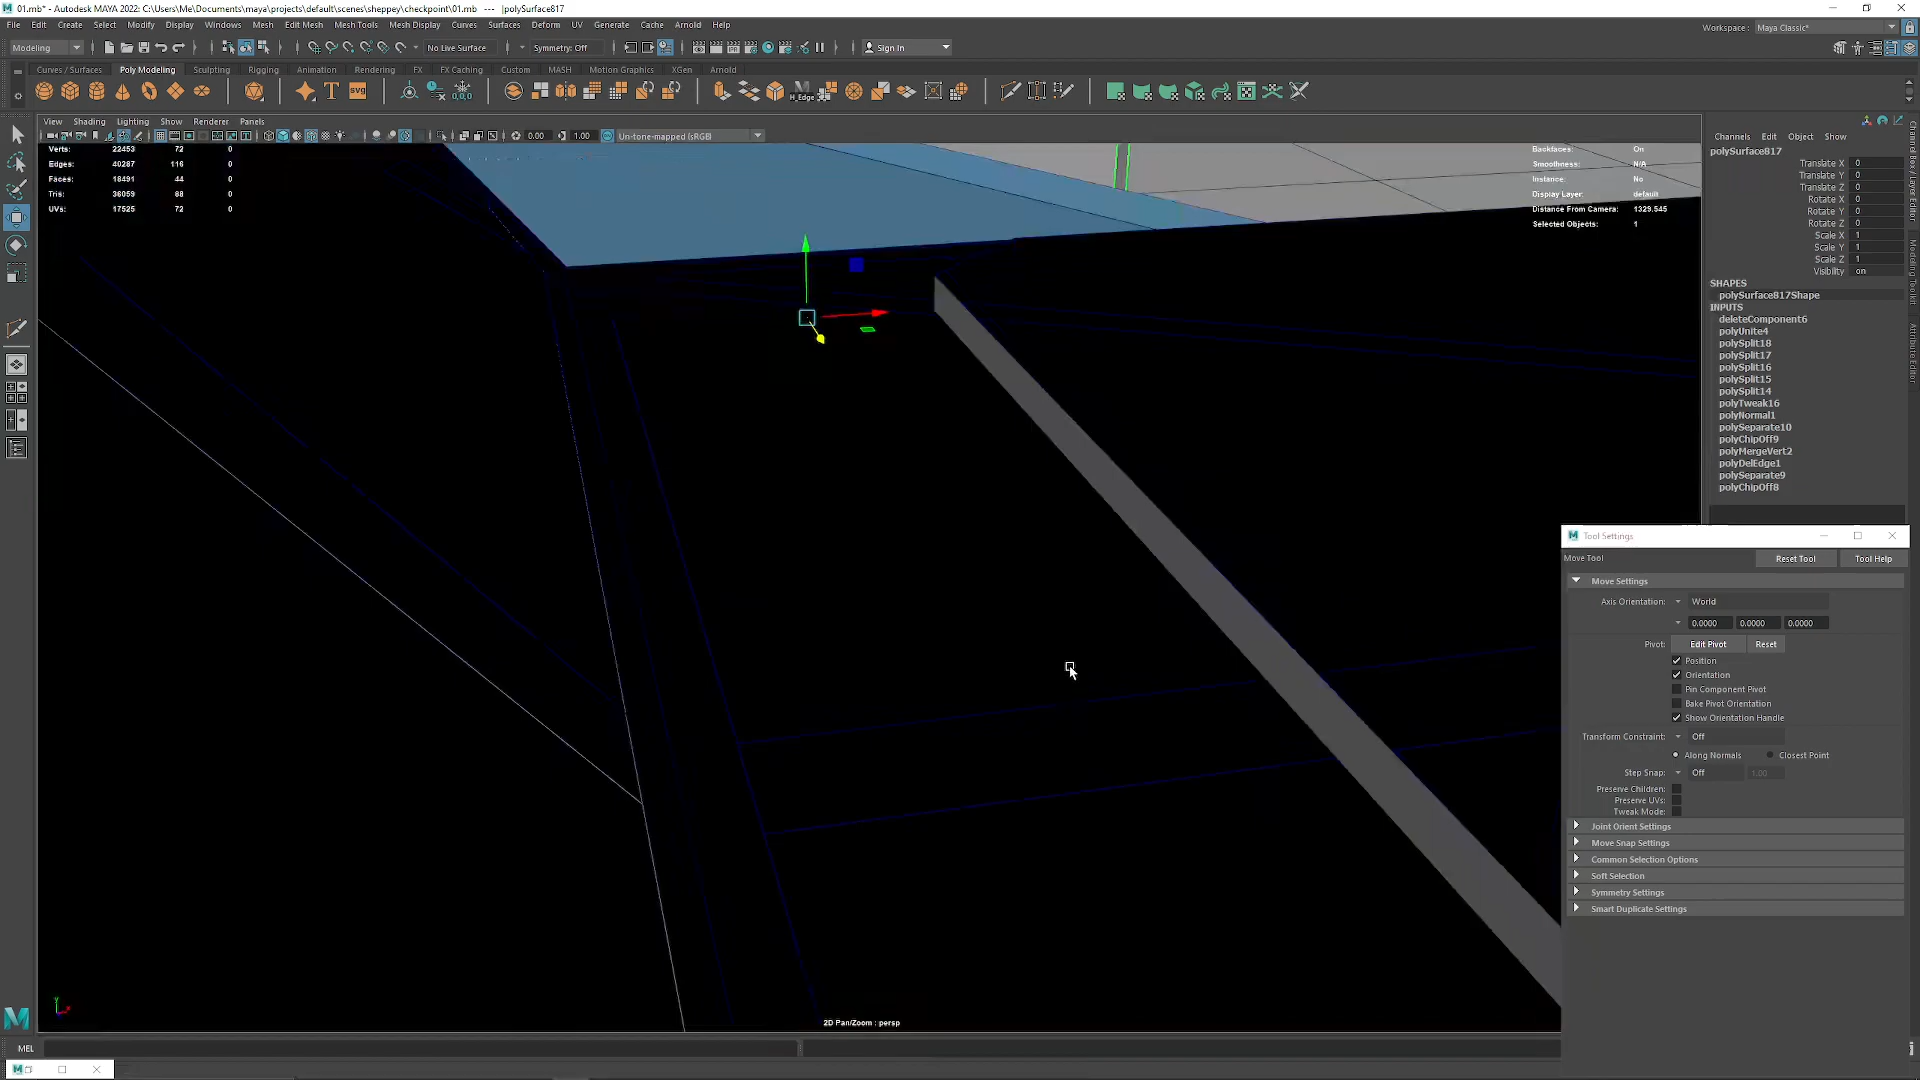 01.mb* - Autodesk MAYA 2022: C:\Users\Me\Documents\maya\projects\default\scenes\sheppey\checkpoint\01.mb --- |polySurface817
File Edit Create Select Modify Display Windows Mesh Edit Mesh Mesh Tools Mesh Display Curves Surfaces Deform UV Generate Cache Arnold Help
Workspace: Maya Classic*
Modeling No Live Surface Symmetry: Off Sign In
Curves / Surfaces Poly Modeling Sculpting Rigging Animation Rendering FX FX Caching Custom MASH Motion Graphics XGen Arnold
SVG H_Edge
View Shading Lighting Show Renderer Panels
0.00 1.00 Un-tone-mapped (sRGB)
Verts: 22453 72 0
Edges: 40287 116 0
Faces: 18491 44 0
Tris: 36059 88 0
UVs: 17525 72 0
Backfaces: On
Smoothness: N/A
Instance: No
Display Layer: default
Distance From Camera: 1329.545
Selected Objects: 1
2D Pan/Zoom : persp
Channels Edit Object Show
polySurface817
Translate X 0
Translate Y 0
Translate Z 0
Rotate X 0
Rotate Y 0
Rotate Z 0
Scale X 1
Scale Y 1
Scale Z 1
Visibility on
SHAPES
polySurface817Shape
INPUTS
deleteComponent6
polyUnite4
polySplit18
polySplit17
polySplit16
polySplit15
polySplit14
polyTweak16
polyNormal1
polySeparate10
polyChipOff9
polyMergeVert2
polyDelEdge1
polySeparate9
polyChipOff8
Channel Box / Layer Editor
Modeling Toolkit
Attribute Editor
Tool Settings
Move Tool Reset Tool Tool Help
Move Settings
Axis Orientation: World
0.0000 0.0000 0.0000
Pivot: Edit Pivot Reset
Position
Orientation
Pin Component Pivot
Bake Pivot Orientation
Show Orientation Handle
Transform Constraint: Off
Along Normals Closest Point
Step Snap: Off 1.00
Preserve Children:
Preserve UVs:
Tweak Mode:
Joint Orient Settings
Move Snap Settings
Common Selection Options
Soft Selection
Symmetry Settings
Smart Duplicate Settings
MEL